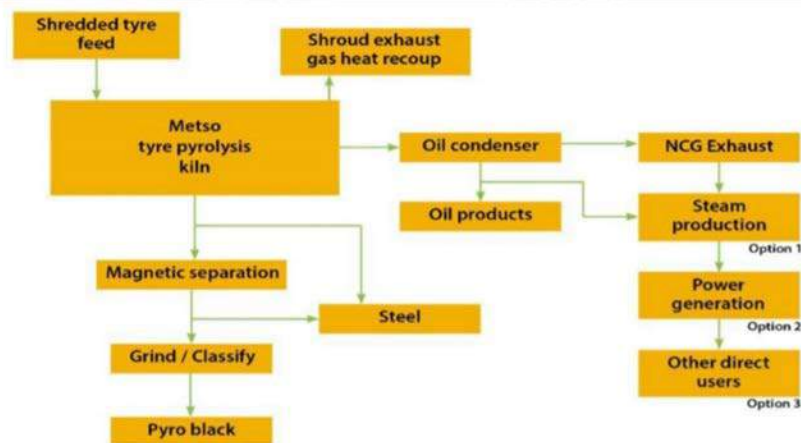 Shredded tyre
feed
Shroud exhaust
gas heat recoup
Metso
tyre pyrolysis
kiln
Oil condenser
NCG Exhaust
Oil products
Steam
production
Option 1
Magnetic separation
Power
generation
Option 2
Steel
Grind / Classify
Other direct
users
Option 3
Pyro black